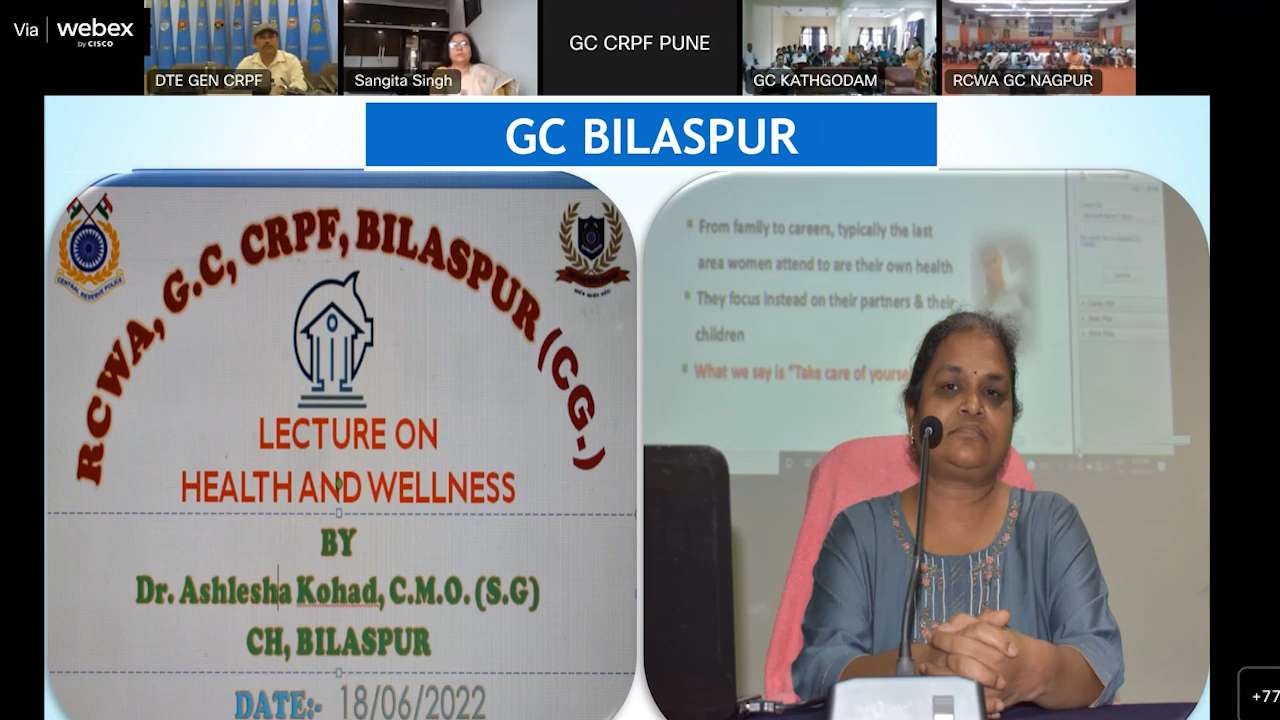 Via webex
by CISCO
DTE GEN CRPF
Sangita Singh
GC CRPF PUNE
GC KATHGODAM
RCWA GC NAGPUR
GC BILASPUR
RCWA, G.C, CRPF, BILASPUR (CG.)
CENTRAL RESERVE POLICE
LECTURE ON
HEALTH AND WELLNESS
BY
Dr. Ashlesha Kohad, C.M.O. (S.G)
CH, BILASPUR
DATE:- 18/06/2022
From family to careers, typically the last
area women attend to are their own health
They focus instead on their partners & their
children
What we say is "Take care of yourse
+77